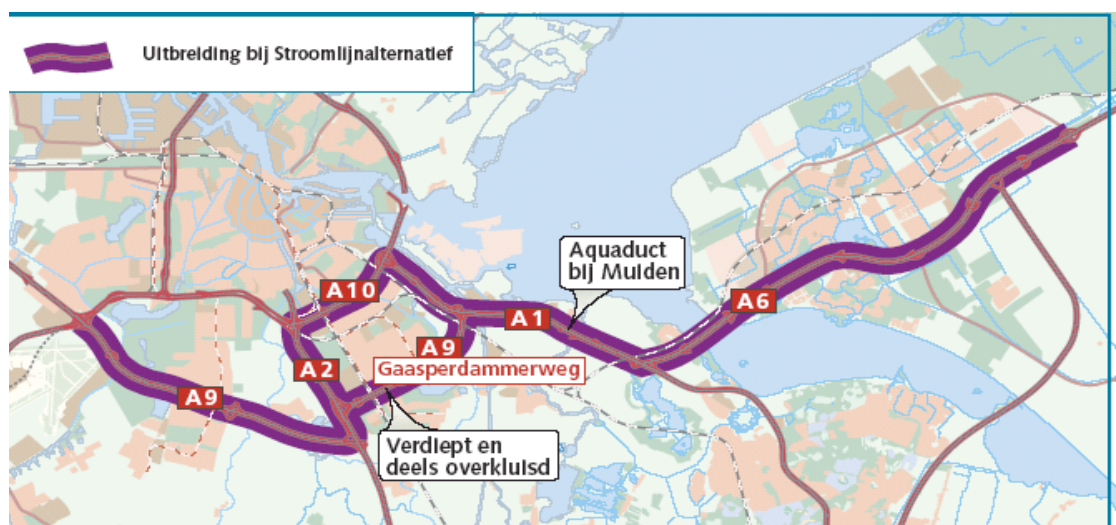 Uitbreiding bij Stroomlijnalternatief
Aquaduct
bij Muiden
A10
A6
A1
A9
A2
Gaasperdammerweg
A9
Verdiept en
deels overkluisd